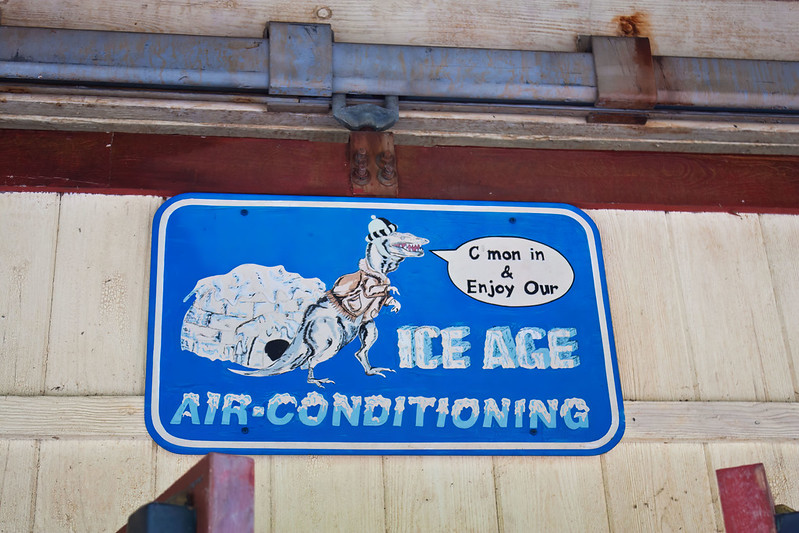 C'mon in
&
Enjoy Our
ICE AGE
AIR-CONDITIONING